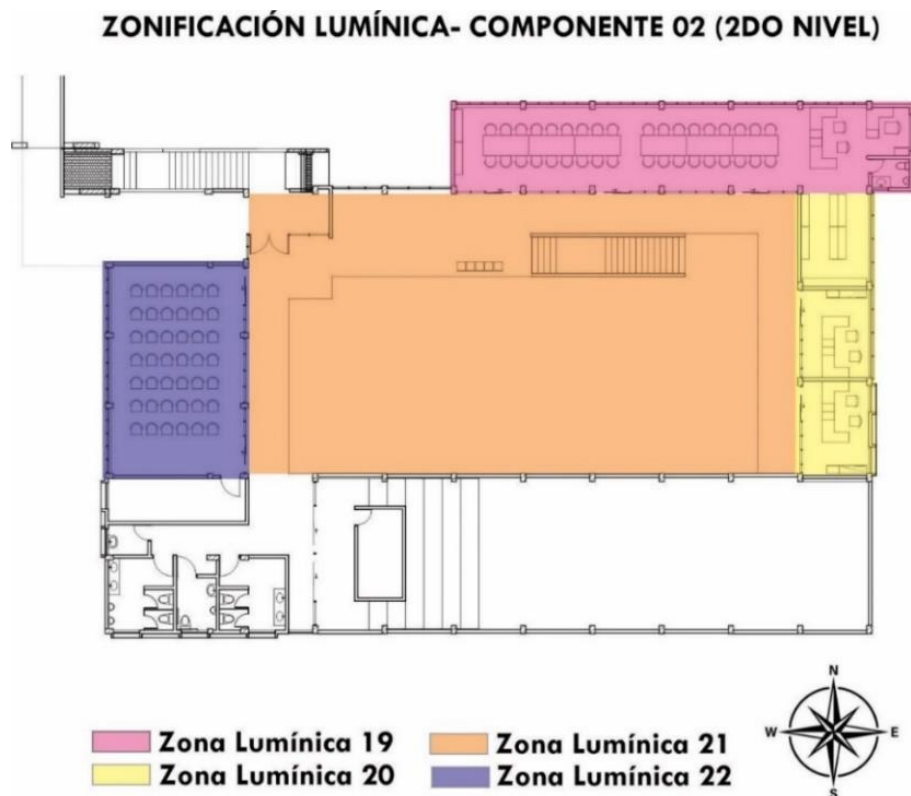 ZONIFICACIÓN LUMÍNICA- COMPONENTE 02 (2DO NIVEL)
Zona Lumínica 19
Zona Lumínica 21
Zona Lumínica 20
Zona Lumínica 22
N
W
E
S